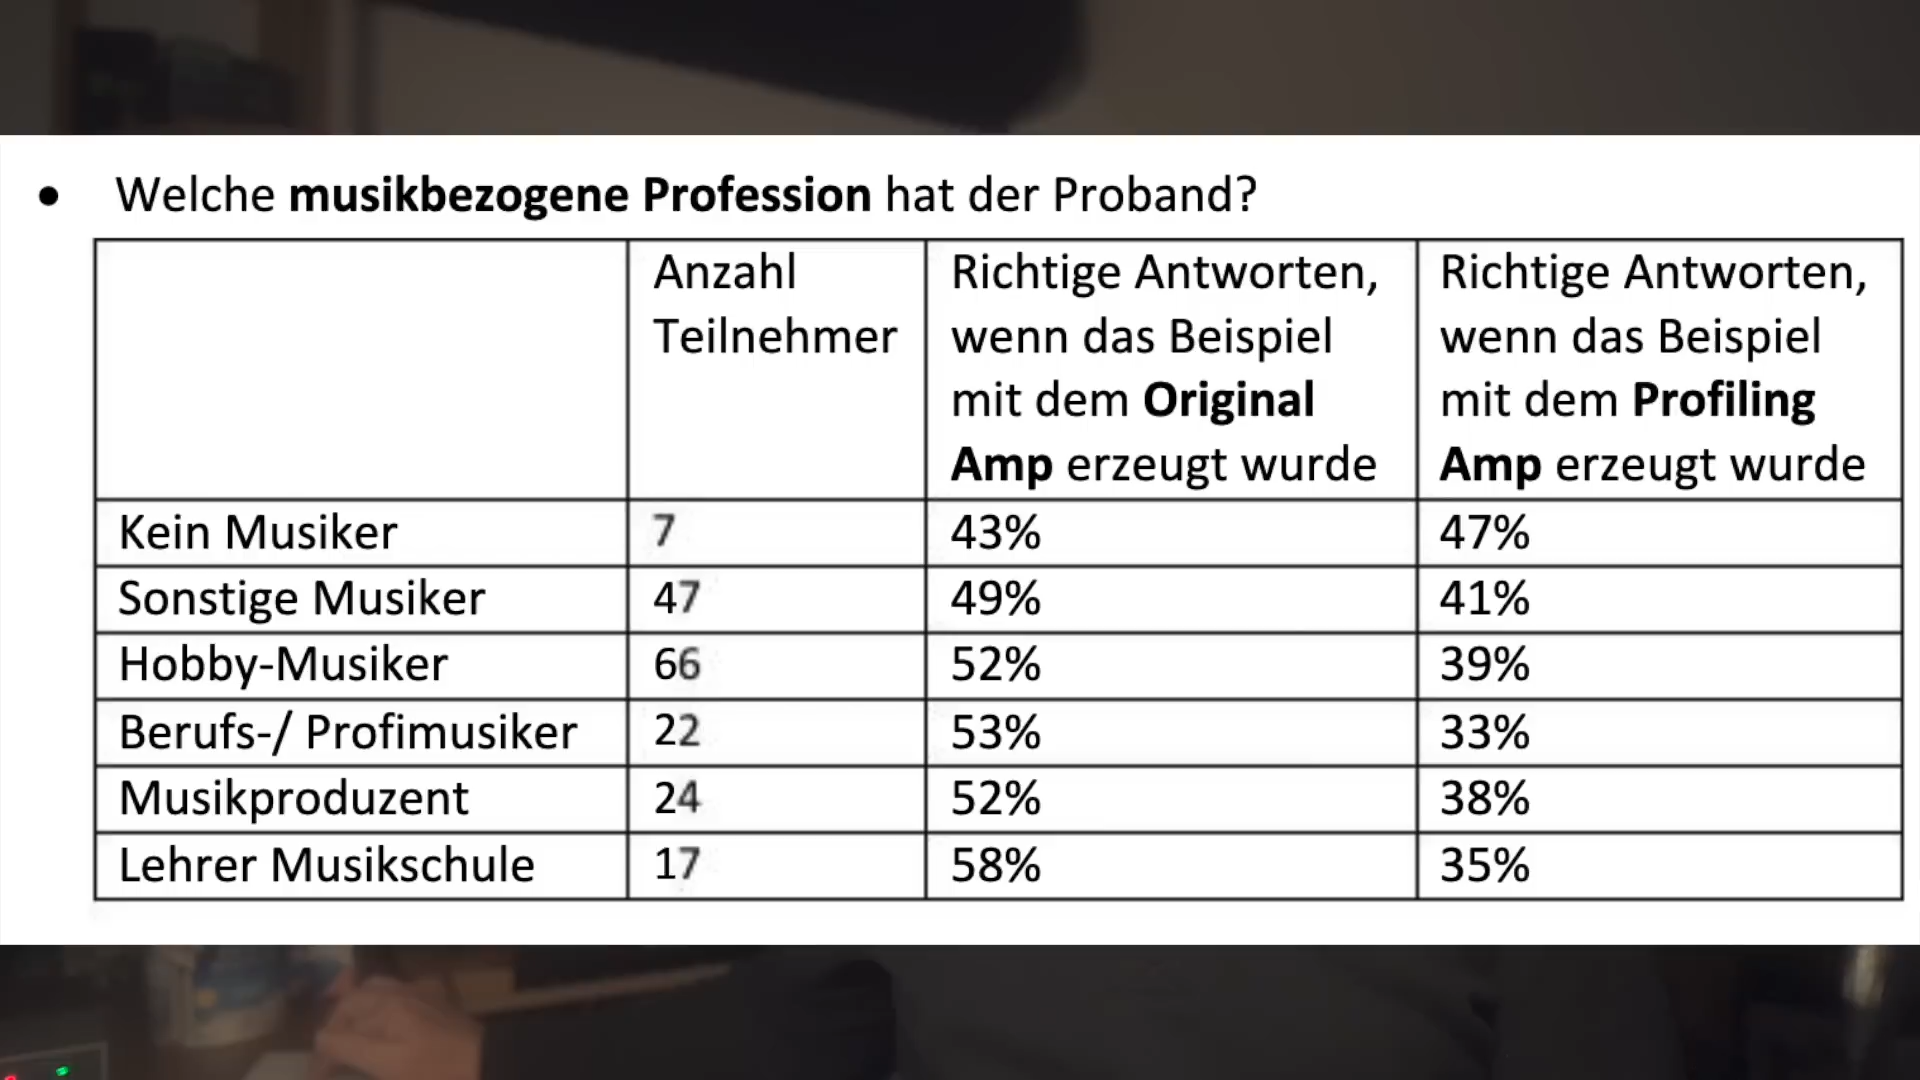 • Welche musikbezogene Profession hat der Proband?
Anzahl Teilnehmer
Richtige Antworten, wenn das Beispiel mit dem Original Amp erzeugt wurde
Richtige Antworten, wenn das Beispiel mit dem Profiling Amp erzeugt wurde
Kein Musiker 7 43% 47%
Sonstige Musiker 47 49% 41%
Hobby-Musiker 66 52% 39%
Berufs-/ Profimusiker 22 53% 33%
Musikproduzent 24 52% 38%
Lehrer Musikschule 17 58% 35%